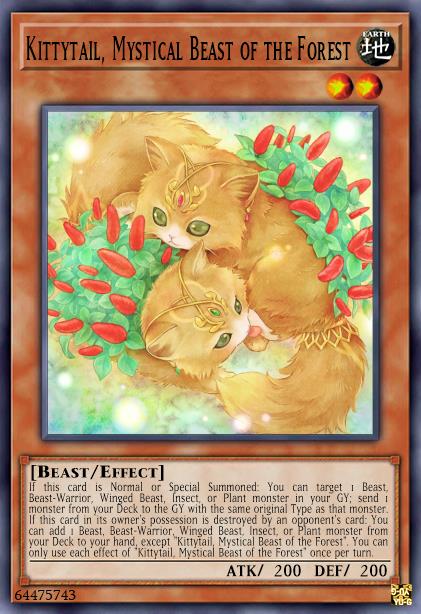 Kittytail, Mystical Beast of the Forest
EARTH
地
[Beast/Effect]
If this card is Normal or Special Summoned: You can target 1 Beast,
Beast-Warrior, Winged Beast, Insect, or Plant monster in your GY; send 1
monster from your Deck to the GY with the same original Type as that monster.
If this card in its owner's possession is destroyed by an opponent's card: You
can add 1 Beast, Beast-Warrior, Winged Beast, Insect, or Plant monster from
your Deck to your hand, except "Kittytail, Mystical Beast of the Forest". You can
only use each effect of "Kittytail, Mystical Beast of the Forest" once per turn.
ATK/ 200 DEF/ 200
64475743